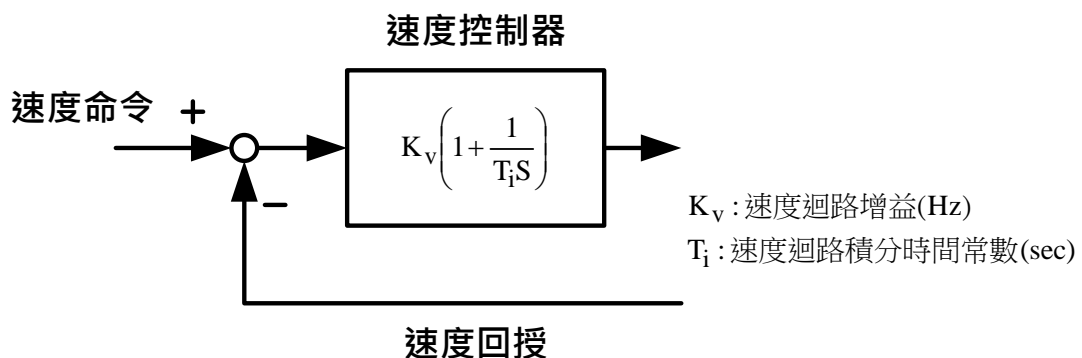 速度控制器
速度命令 +
K_v(1+1/(T_iS))
−
K_v : 速度迴路增益(Hz)
T_i : 速度迴路積分時間常數(sec)
速度回授